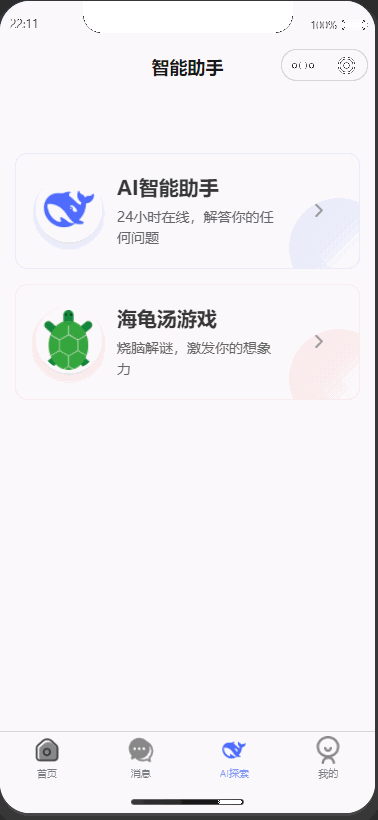 22:11
100%
智能助手
AI智能助手
24小时在线，解答你的任
何问题
海龟汤游戏
烧脑解谜，激发你的想象
力
首页
消息
AI探索
我的